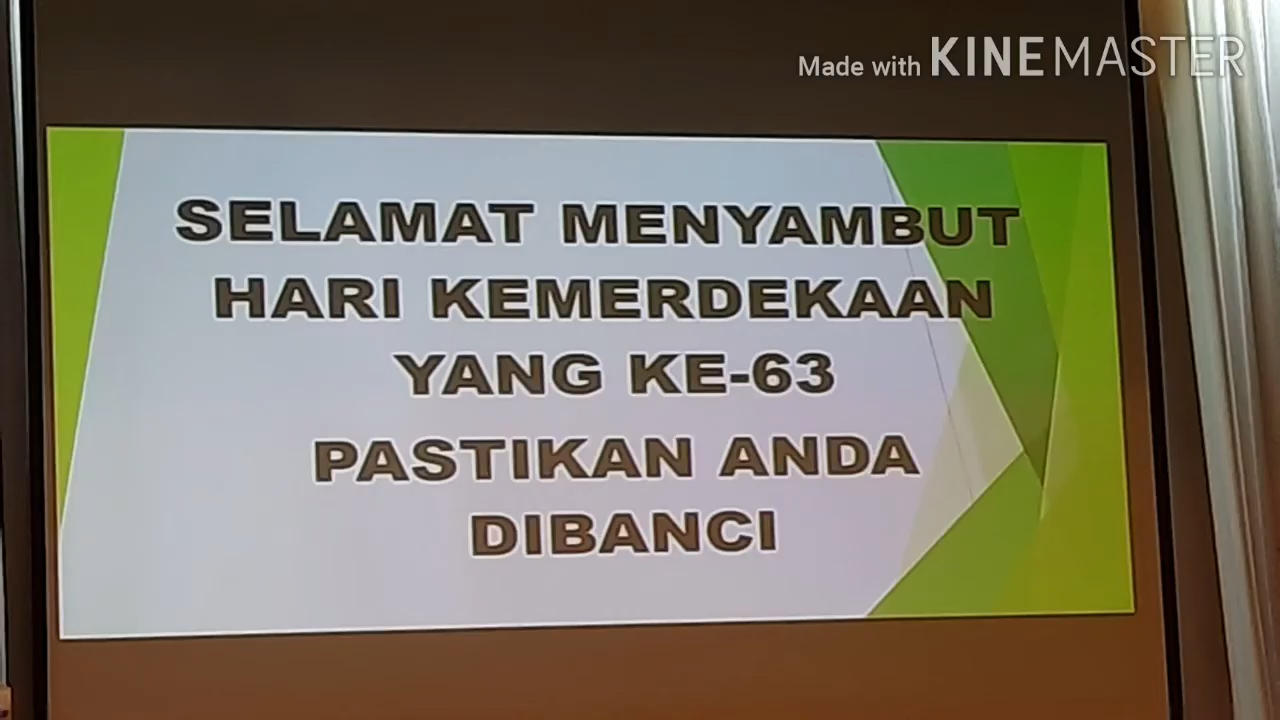 Made with KINEMASTER
SELAMAT MENYAMBUT
HARI KEMERDEKAAN
YANG KE-63
PASTIKAN ANDA
DIBANCI